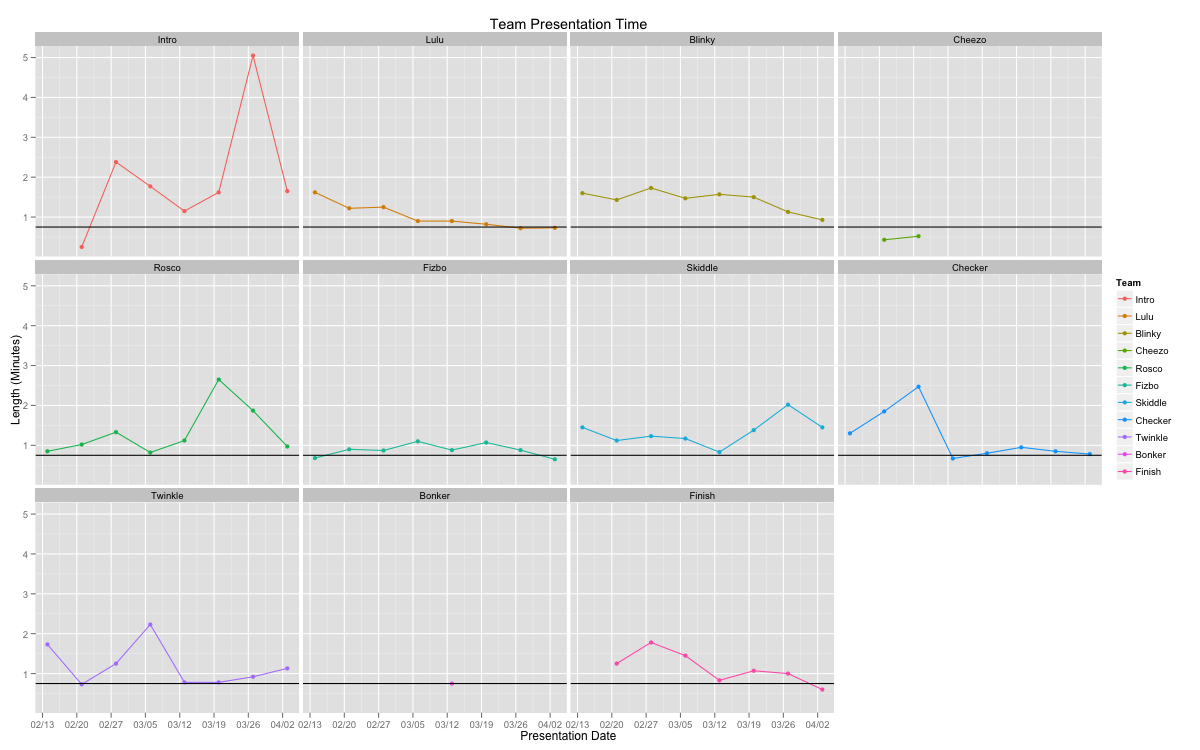 Team Presentation Time
Intro Lulu Blinky Cheezo
5
4
3
2
1
Rosco Fizbo Skiddle Checker
5
4
3
2
1
Length (Minutes)
Twinkle Bonker Finish
5
4
3
2
1
02/13 02/20 02/27 03/05 03/12 03/19 03/26 04/02 02/13 02/20 02/27 03/05 03/12 03/19 03/26 04/02 02/13 02/20 02/27 03/05 03/12 03/19 03/26 04/02
Presentation Date
Team
Intro
Lulu
Blinky
Cheezo
Rosco
Fizbo
Skiddle
Checker
Twinkle
Bonker
Finish